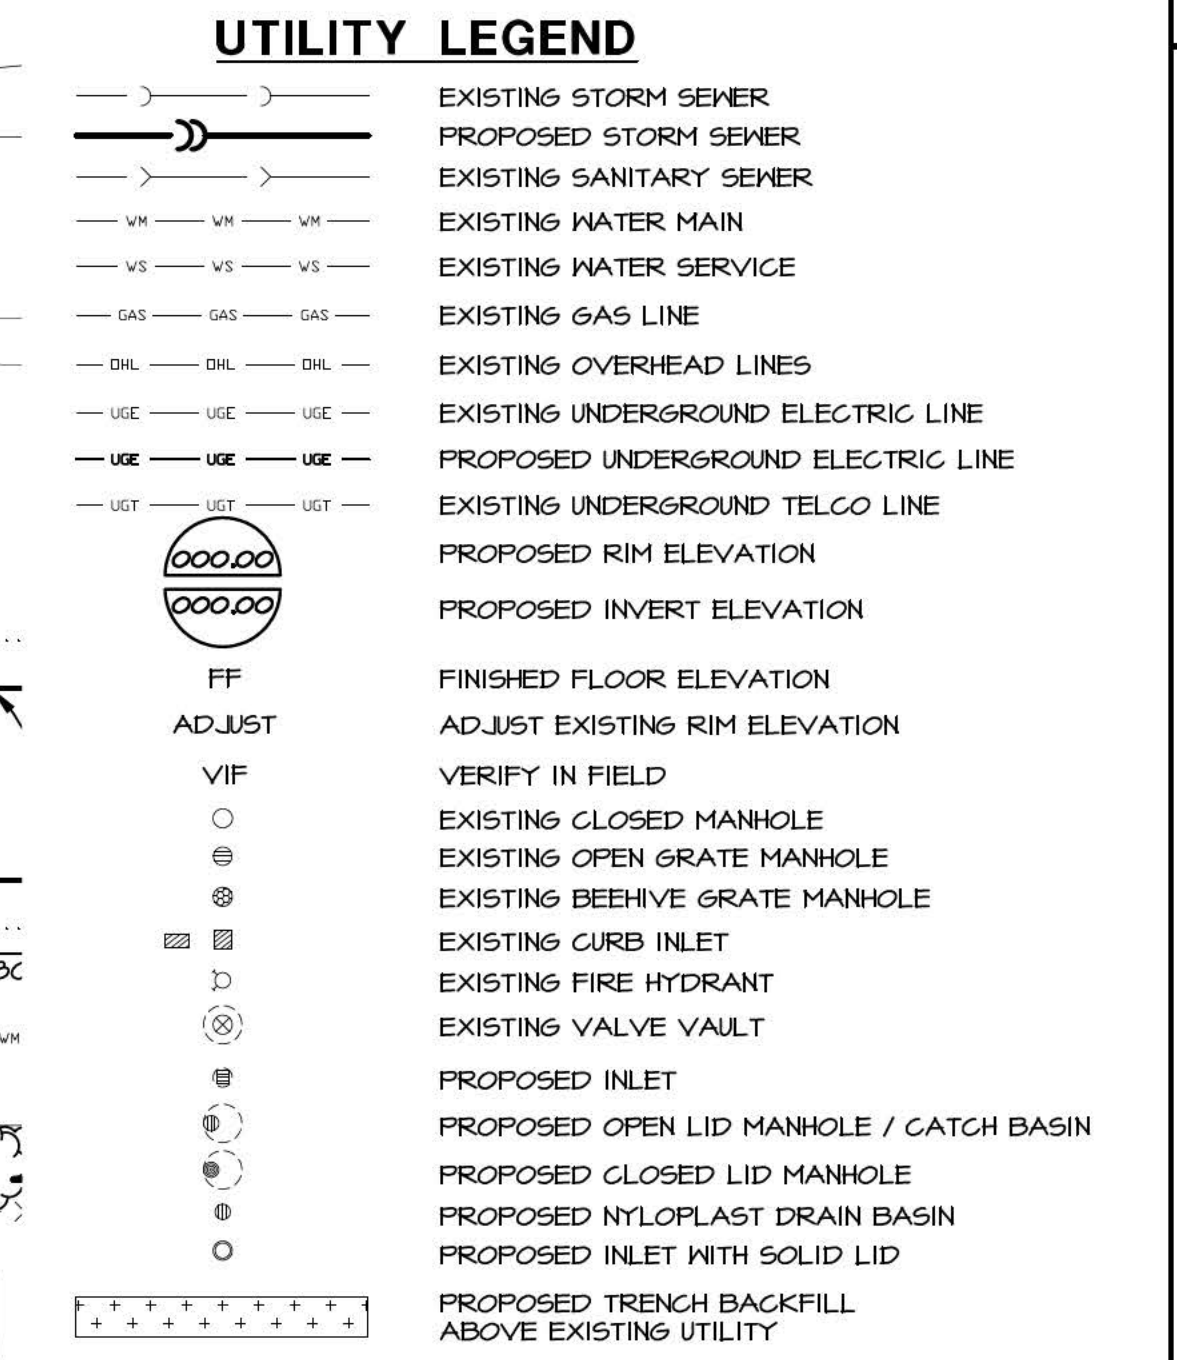 UTILITY LEGEND
EXISTING STORM SEWER
PROPOSED STORM SEWER
EXISTING SANITARY SEWER
WM WM WM EXISTING WATER MAIN
WS WS WS EXISTING WATER SERVICE
GAS GAS GAS EXISTING GAS LINE
OHL OHL OHL EXISTING OVERHEAD LINES
UGE UGE UGE EXISTING UNDERGROUND ELECTRIC LINE
UGE UGE UGE PROPOSED UNDERGROUND ELECTRIC LINE
UGT UGT UGT EXISTING UNDERGROUND TELCO LINE
000.00 PROPOSED RIM ELEVATION
000.00 PROPOSED INVERT ELEVATION
FF FINISHED FLOOR ELEVATION
ADJUST ADJUST EXISTING RIM ELEVATION
VIF VERIFY IN FIELD
EXISTING CLOSED MANHOLE
EXISTING OPEN GRATE MANHOLE
EXISTING BEEHIVE GRATE MANHOLE
EXISTING CURB INLET
EXISTING FIRE HYDRANT
EXISTING VALVE VAULT
WM
PROPOSED INLET
PROPOSED OPEN LID MANHOLE / CATCH BASIN
PROPOSED CLOSED LID MANHOLE
PROPOSED NYLOPLAST DRAIN BASIN
PROPOSED INLET WITH SOLID LID
PROPOSED TRENCH BACKFILL
ABOVE EXISTING UTILITY